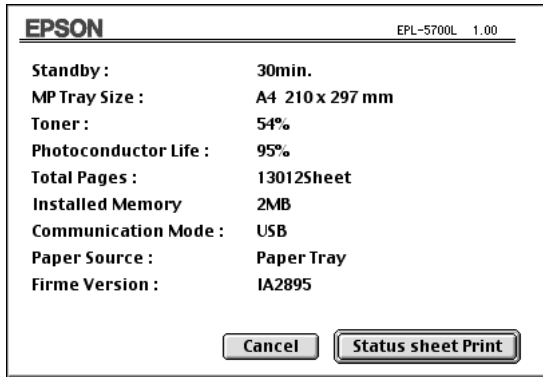 EPSON EPL-5700L 1.00
Standby : 30min.
MP Tray Size : A4 210 x 297 mm
Toner : 54%
Photoconductor Life : 95%
Total Pages : 13012Sheet
Installed Memory 2MB
Communication Mode : USB
Paper Source : Paper Tray
Firme Version : IA2895
Cancel Status sheet Print